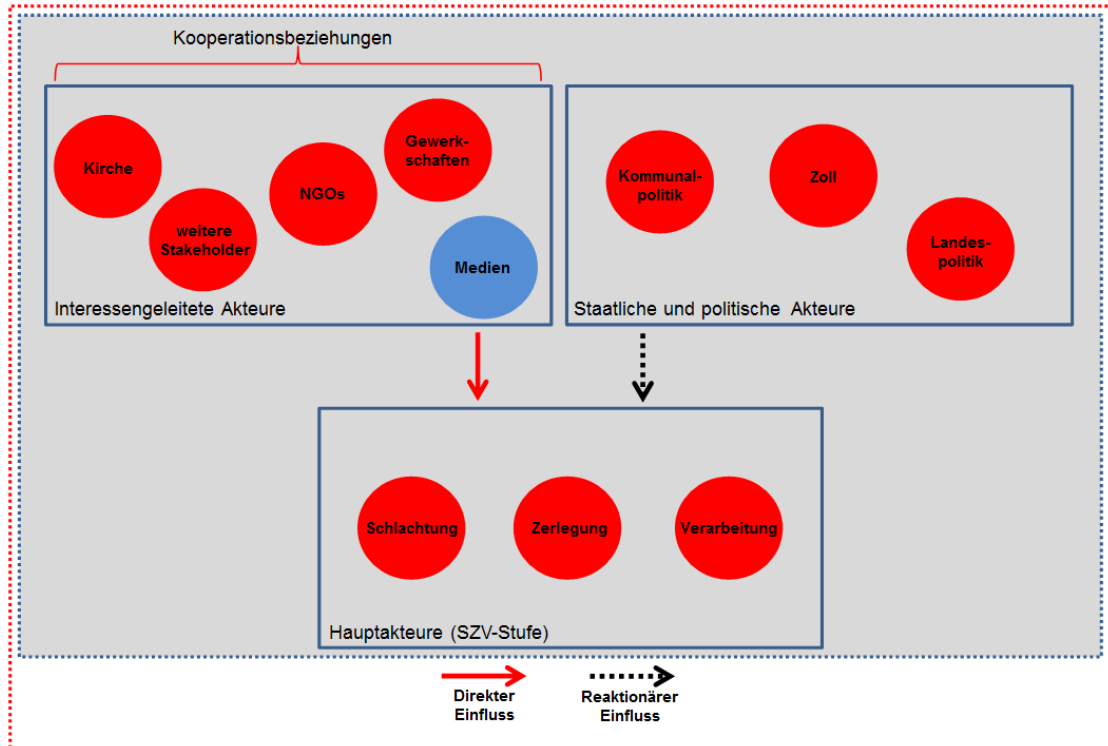 Kooperationsbeziehungen
Kirche
weitere
Stakeholder
NGOs
Gewerk-
schaften
Medien
Interessengeleitete Akteure
Kommunal-
politik
Zoll
Landes-
politik
Staatliche und politische Akteure
Schlachtung
Zerlegung
Verarbeitung
Hauptakteure (SZV-Stufe)
Direkter
Einfluss
Reaktionärer
Einfluss